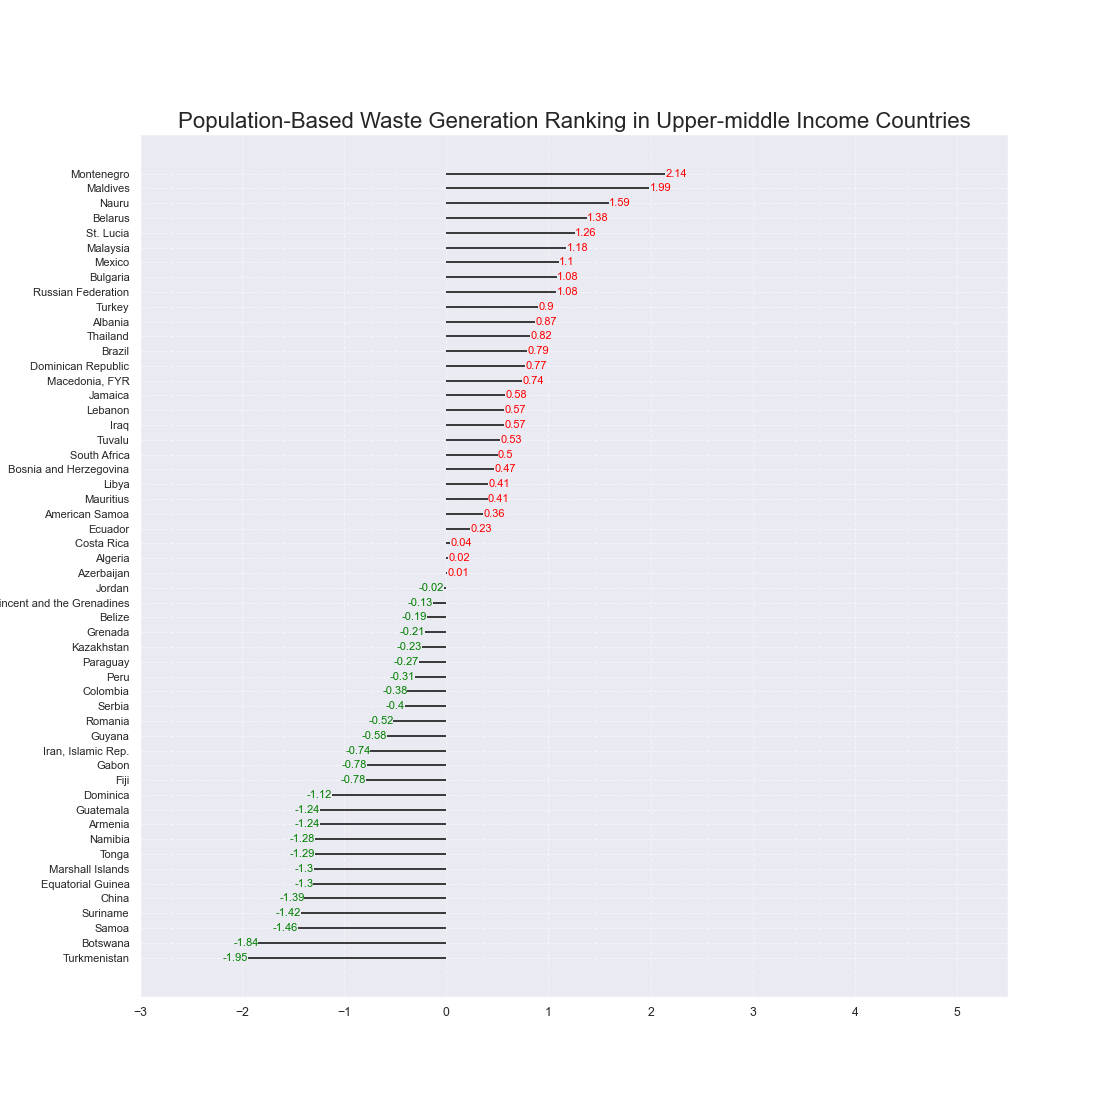 Population-Based Waste Generation Ranking in Upper-middle Income Countries
Montenegro 2.14
Maldives 1.99
Nauru 1.59
Belarus 1.38
St. Lucia 1.26
Malaysia 1.18
Mexico 1.1
Bulgaria 1.08
Russian Federation 1.08
Turkey 0.9
Albania 0.87
Thailand 0.82
Brazil 0.79
Dominican Republic 0.77
Macedonia, FYR 0.74
Jamaica 0.58
Lebanon 0.57
Iraq 0.57
Tuvalu 0.53
South Africa 0.5
Bosnia and Herzegovina 0.47
Libya 0.41
Mauritius 0.41
American Samoa 0.36
Ecuador 0.23
Costa Rica 0.04
Algeria 0.02
Azerbaijan 0.01
Jordan -0.02
and the Grenadines -0.13
Belize -0.19
Grenada -0.21
Kazakhstan -0.23
Paraguay -0.27
Peru -0.31
Colombia -0.38
Serbia -0.4
Romania -0.52
Guyana -0.58
Iran, Islamic Rep. -0.74
Gabon -0.78
Fiji -0.78
Dominica -1.12
Guatemala -1.24
Armenia -1.24
Namibia -1.28
Tonga -1.29
Marshall Islands -1.3
Equatorial Guinea -1.3
China -1.39
Suriname -1.42
Samoa -1.46
Botswana -1.84
Turkmenistan -1.95
−3 −2 −1 0 1 2 3 4 5